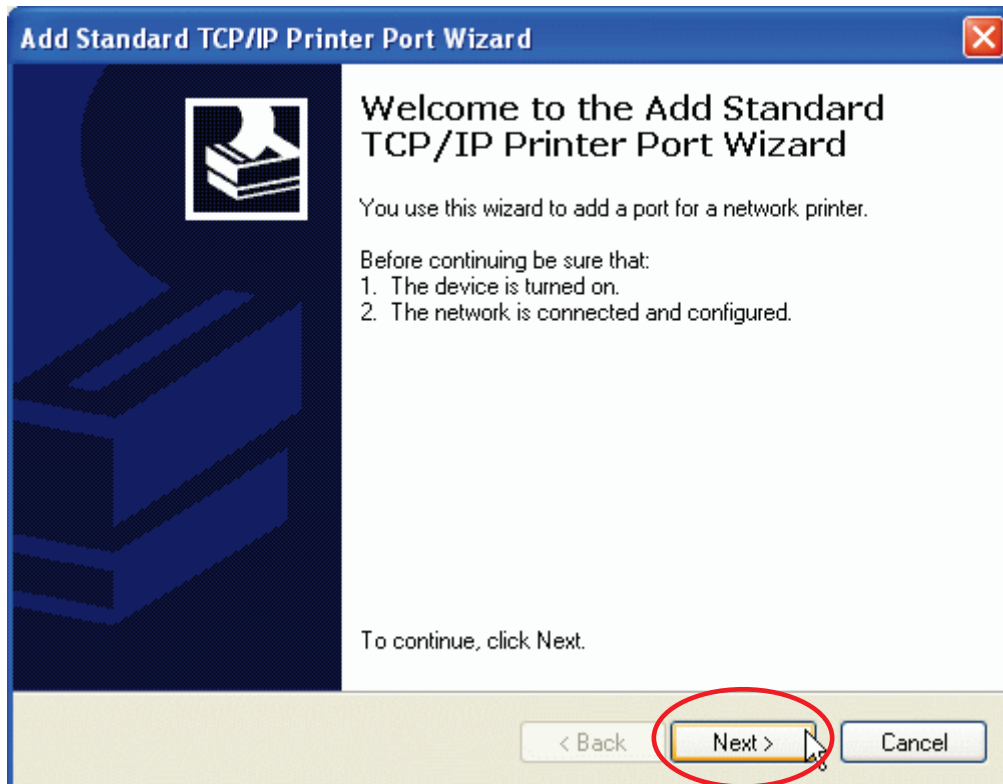 Add Standard TCP/IP Printer Port Wizard
Welcome to the Add Standard
TCP/IP Printer Port Wizard
You use this wizard to add a port for a network printer.
Before continuing be sure that:
1. The device is turned on.
2. The network is connected and configured.
To continue, click Next.
< Back
Next >
Cancel